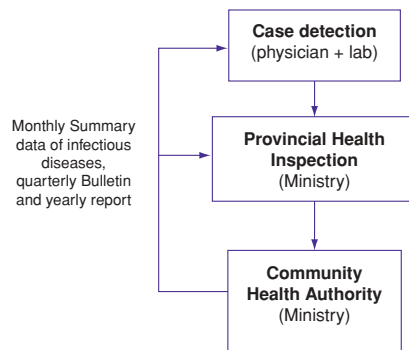 Case detection
(physician + lab)
Monthly Summary
data of infectious
diseases,
quarterly Bulletin
and yearly report
Provincial Health
Inspection
(Ministry)
Community
Health Authority
(Ministry)